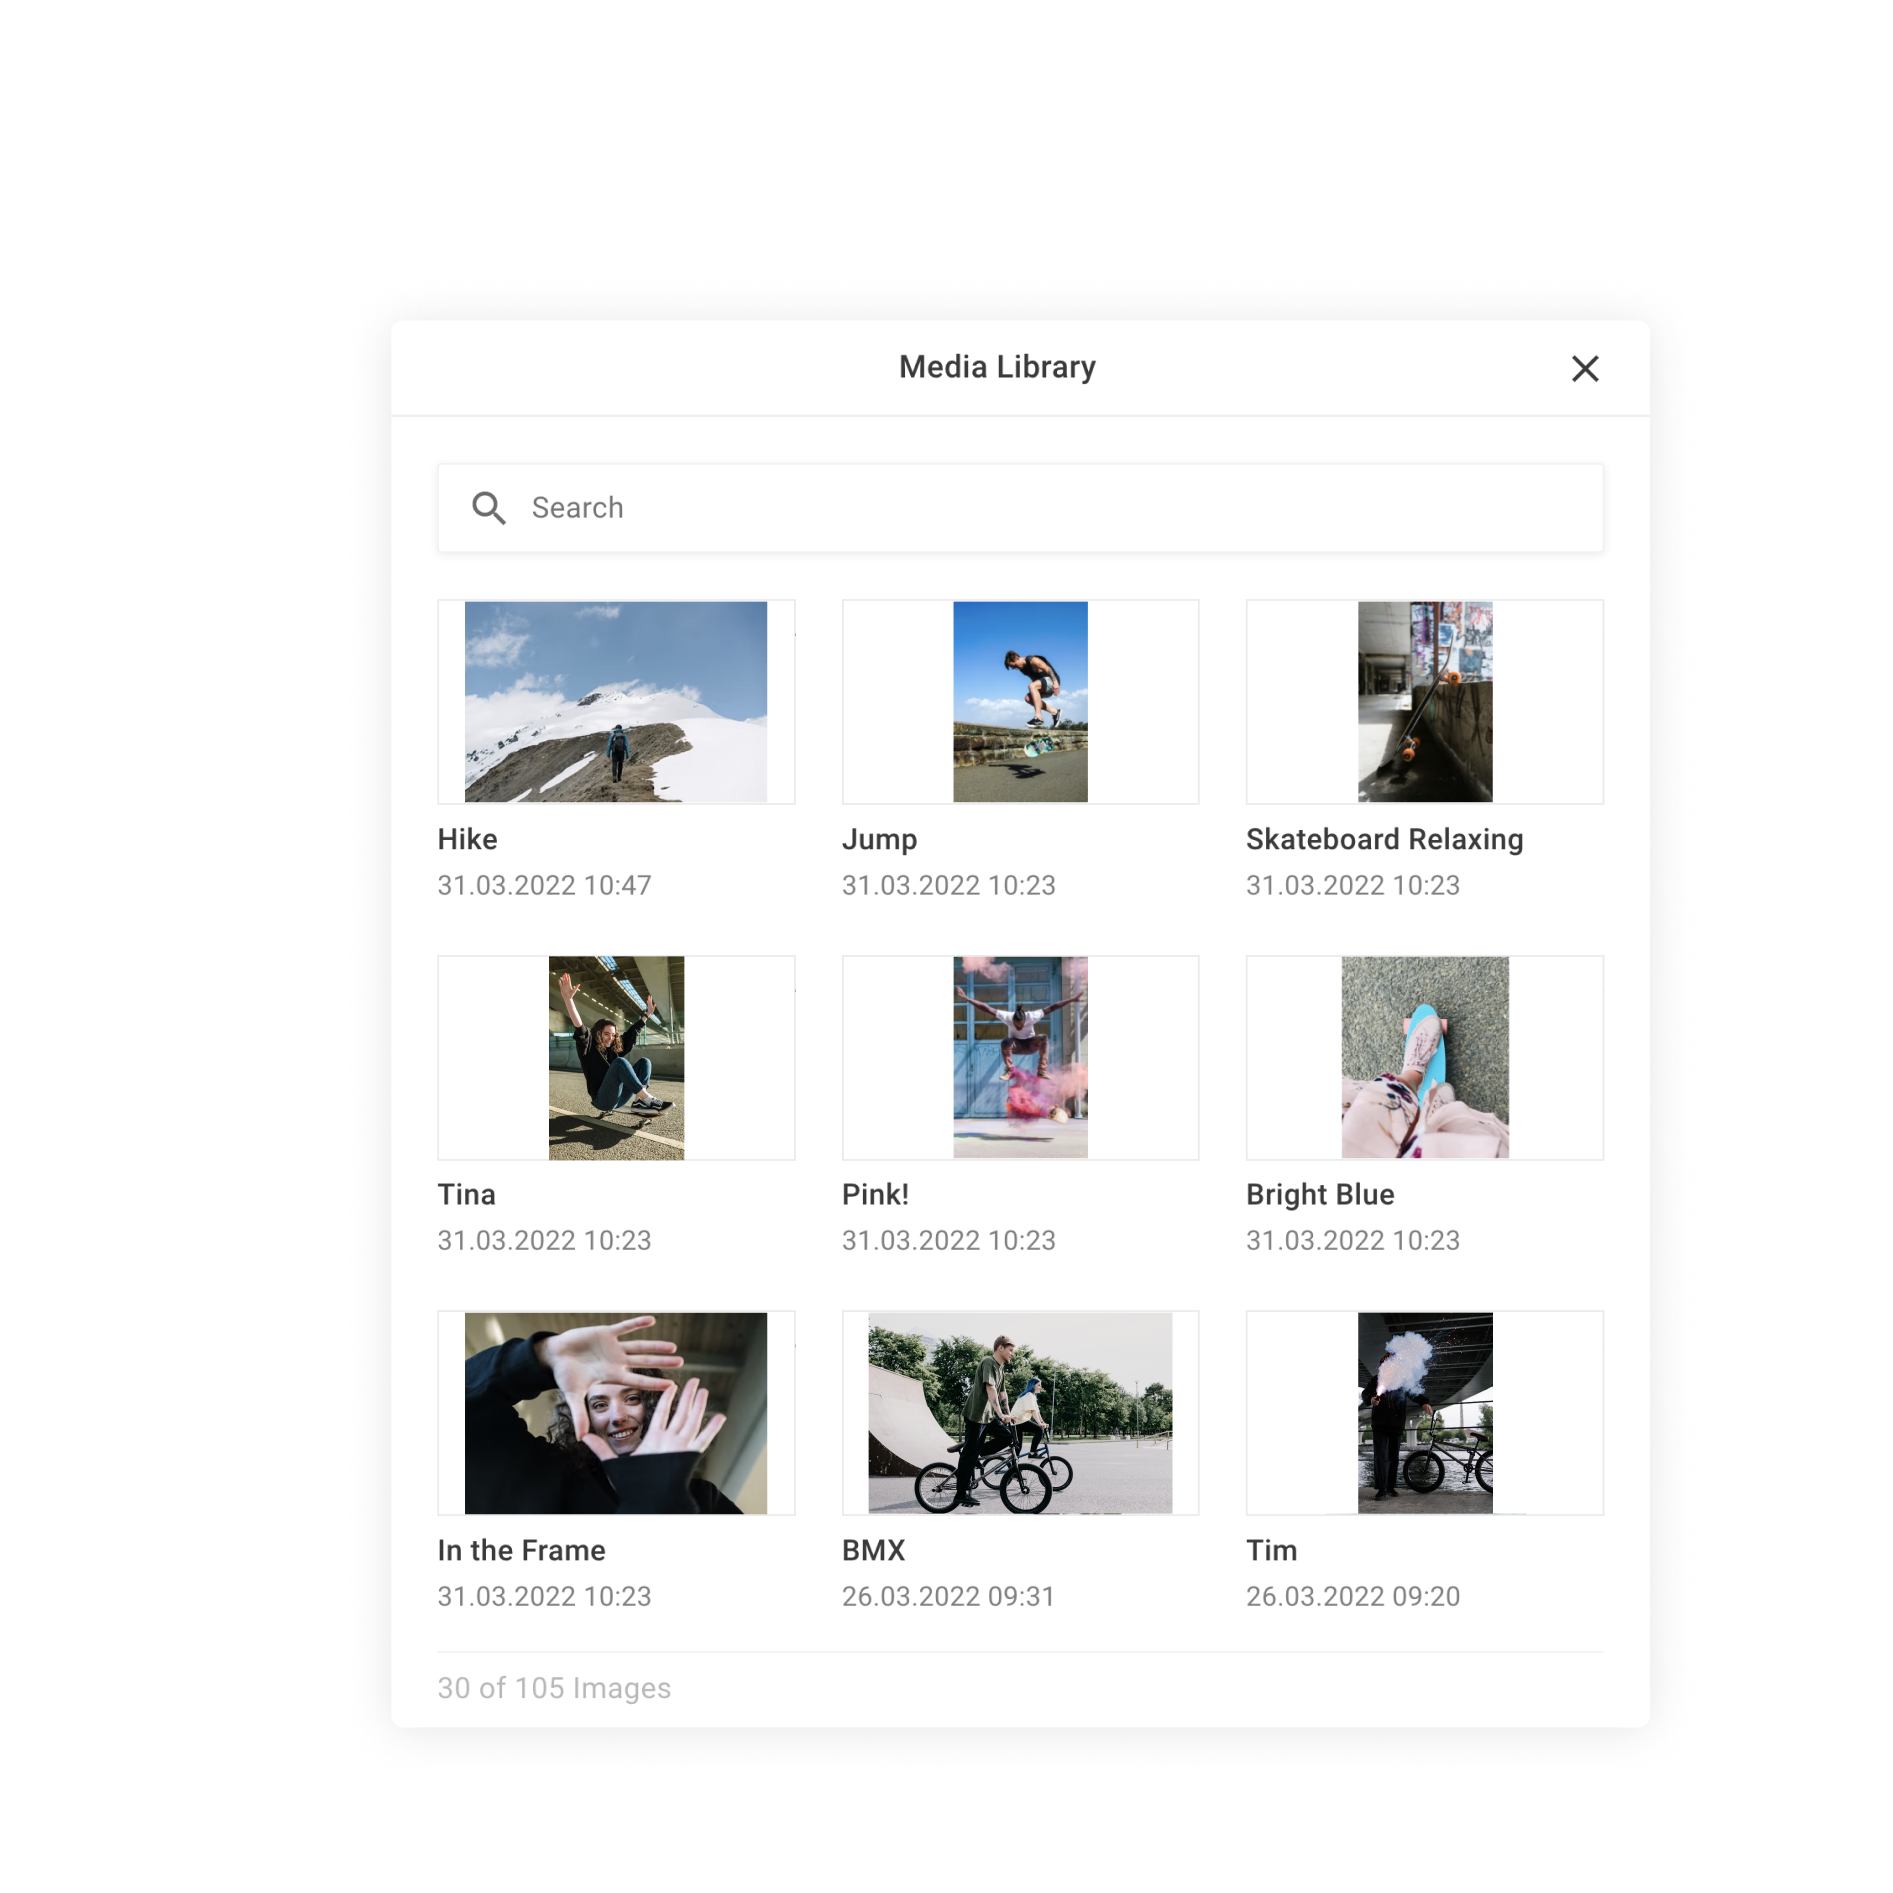 Media Library
Search
Hike
31.03.2022 10:47
Jump
31.03.2022 10:23
Skateboard Relaxing
31.03.2022 10:23
Tina
31.03.2022 10:23
Pink!
31.03.2022 10:23
Bright Blue
31.03.2022 10:23
In the Frame
31.03.2022 10:23
BMX
26.03.2022 09:31
Tim
26.03.2022 09:20
30 of 105 Images